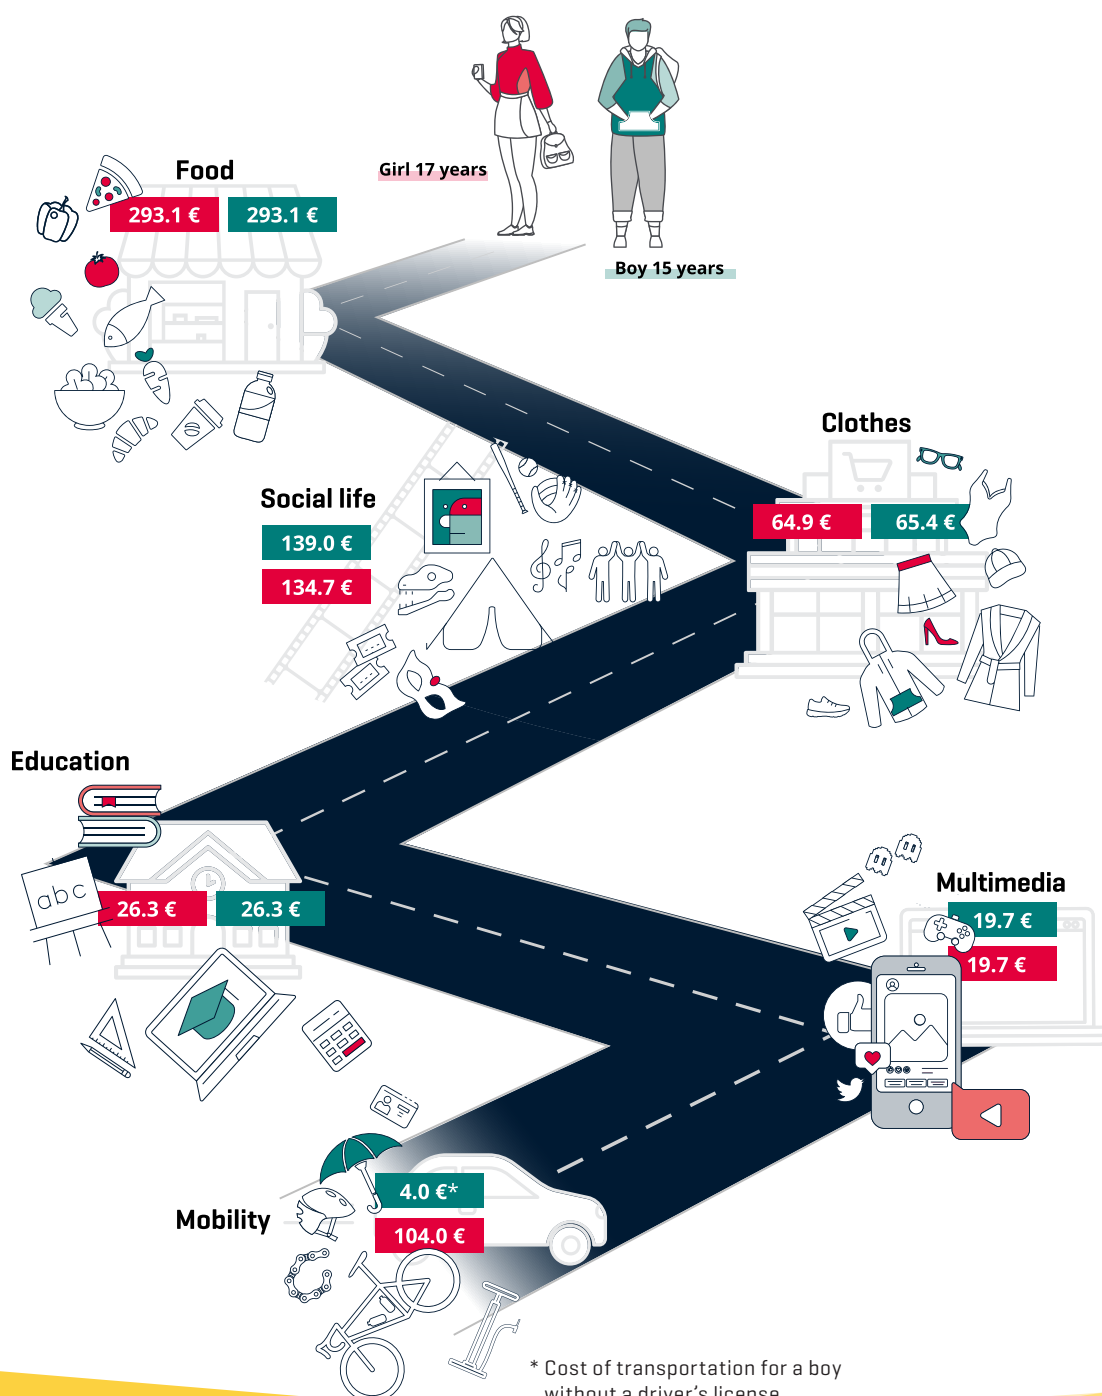 Girl 17 years
Boy 15 years
Food
293.1 €
293.1 €
Clothes
64.9 €
65.4 €
Social life
139.0 €
134.7 €
Education
abc
26.3 €
26.3 €
Multimedia
19.7 €
19.7 €
Mobility
4.0 €*
104.0 €
* Cost of transportation for a boy
without a driver's license